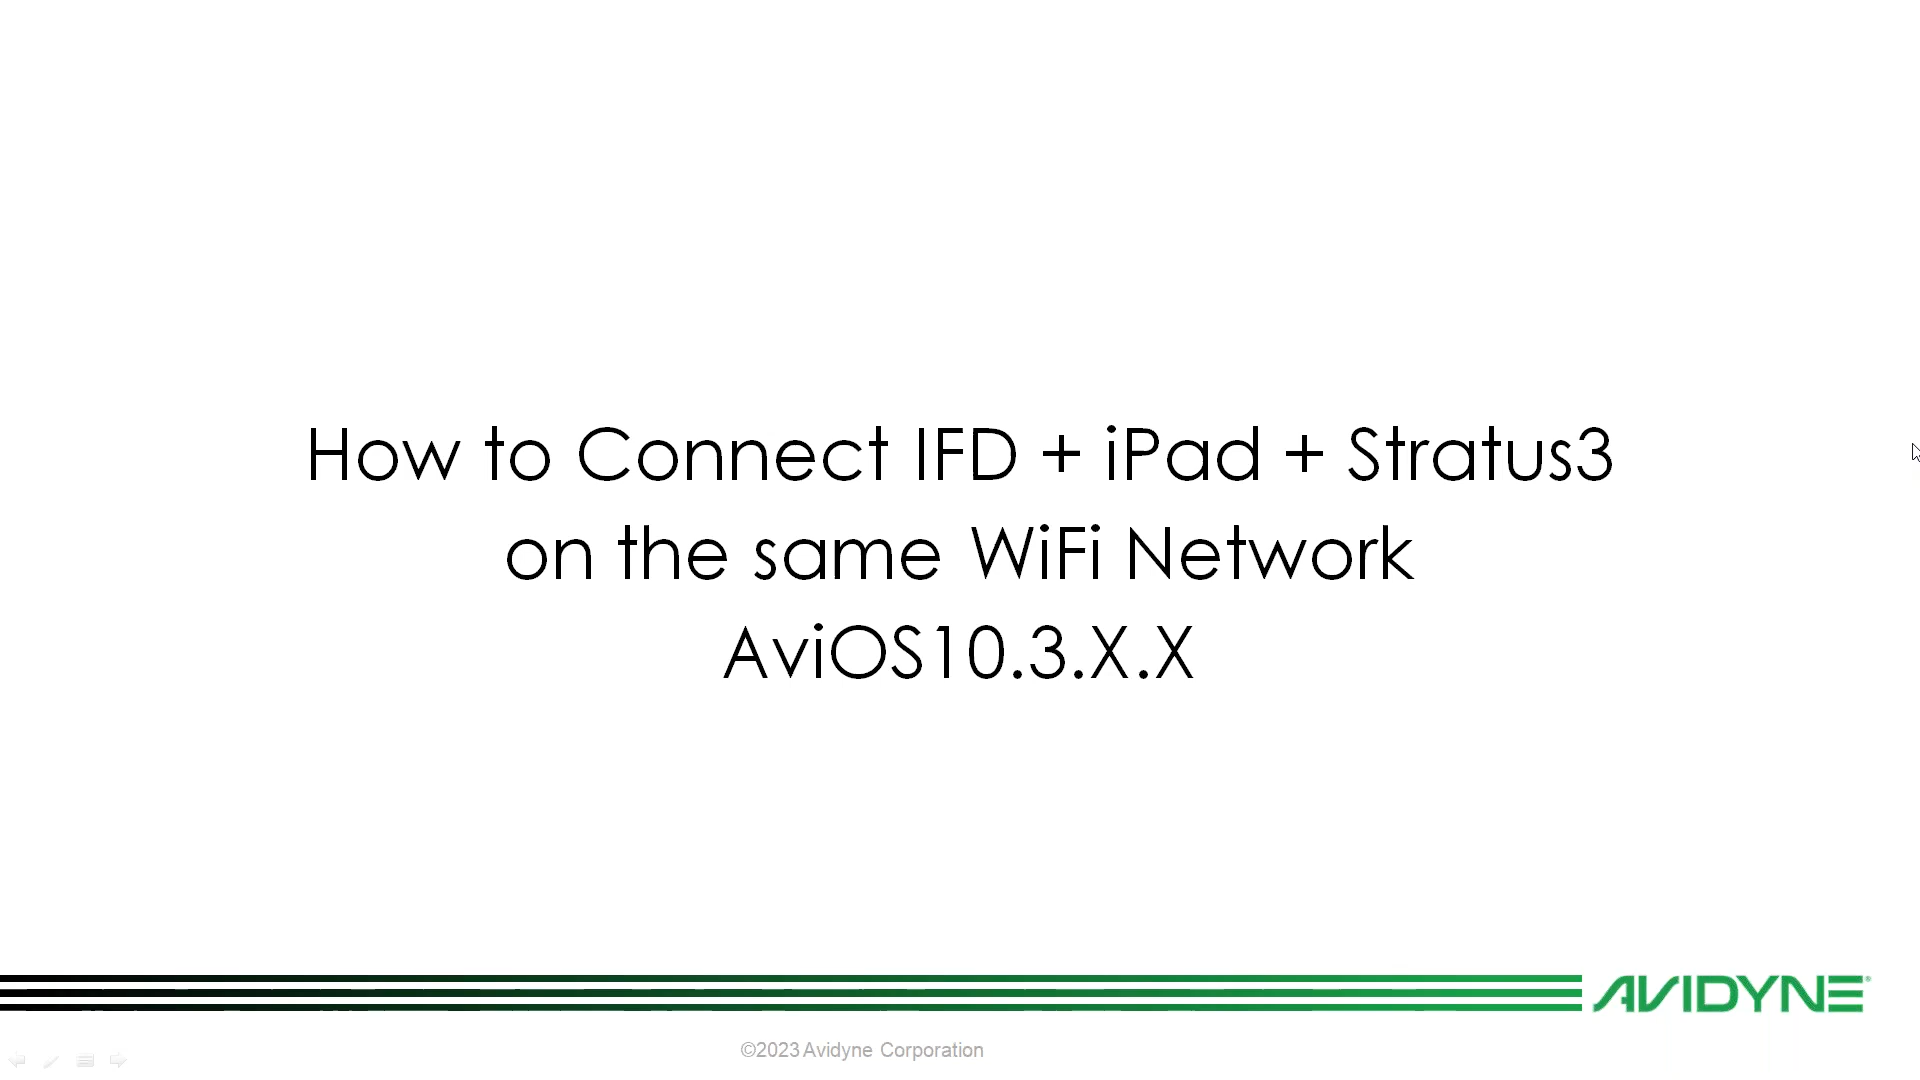 How to Connect IFD + iPad + Stratus3
on the same WiFi Network
AviOS10.3.X.X
AVIDYNE®
©2023 Avidyne Corporation